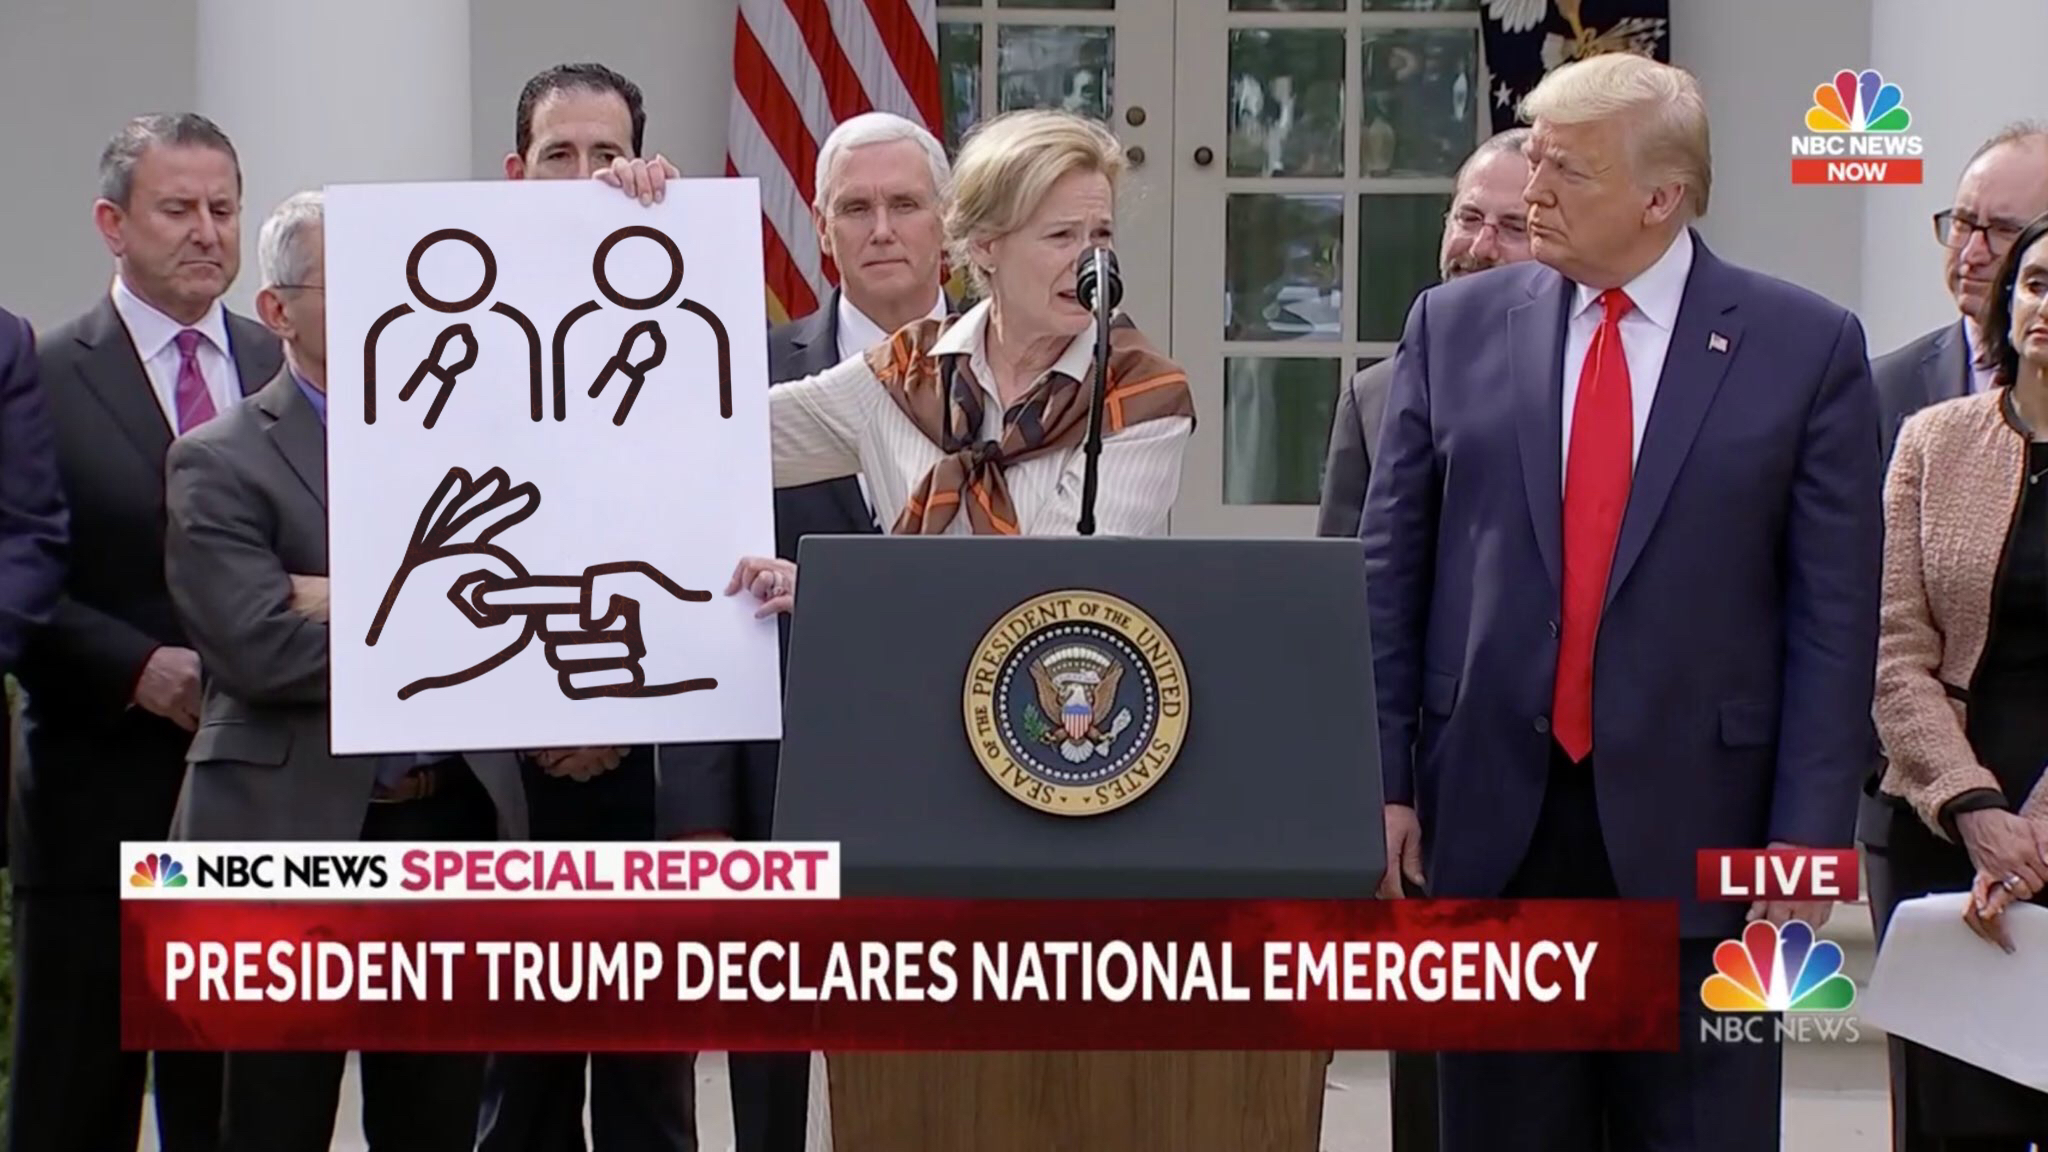 NBC NEWS
NOW
SEAL OF THE PRESIDENT OF THE UNITED STATES
NBC NEWS SPECIAL REPORT
LIVE
PRESIDENT TRUMP DECLARES NATIONAL EMERGENCY
NBC NEWS